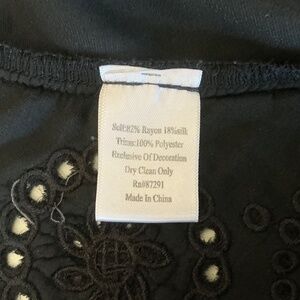 Self:82% Rayon 18%silk
Trims:100% Polyester
Exclusive Of Decoration
Dry Clean Only
Rn#87291
Made In China